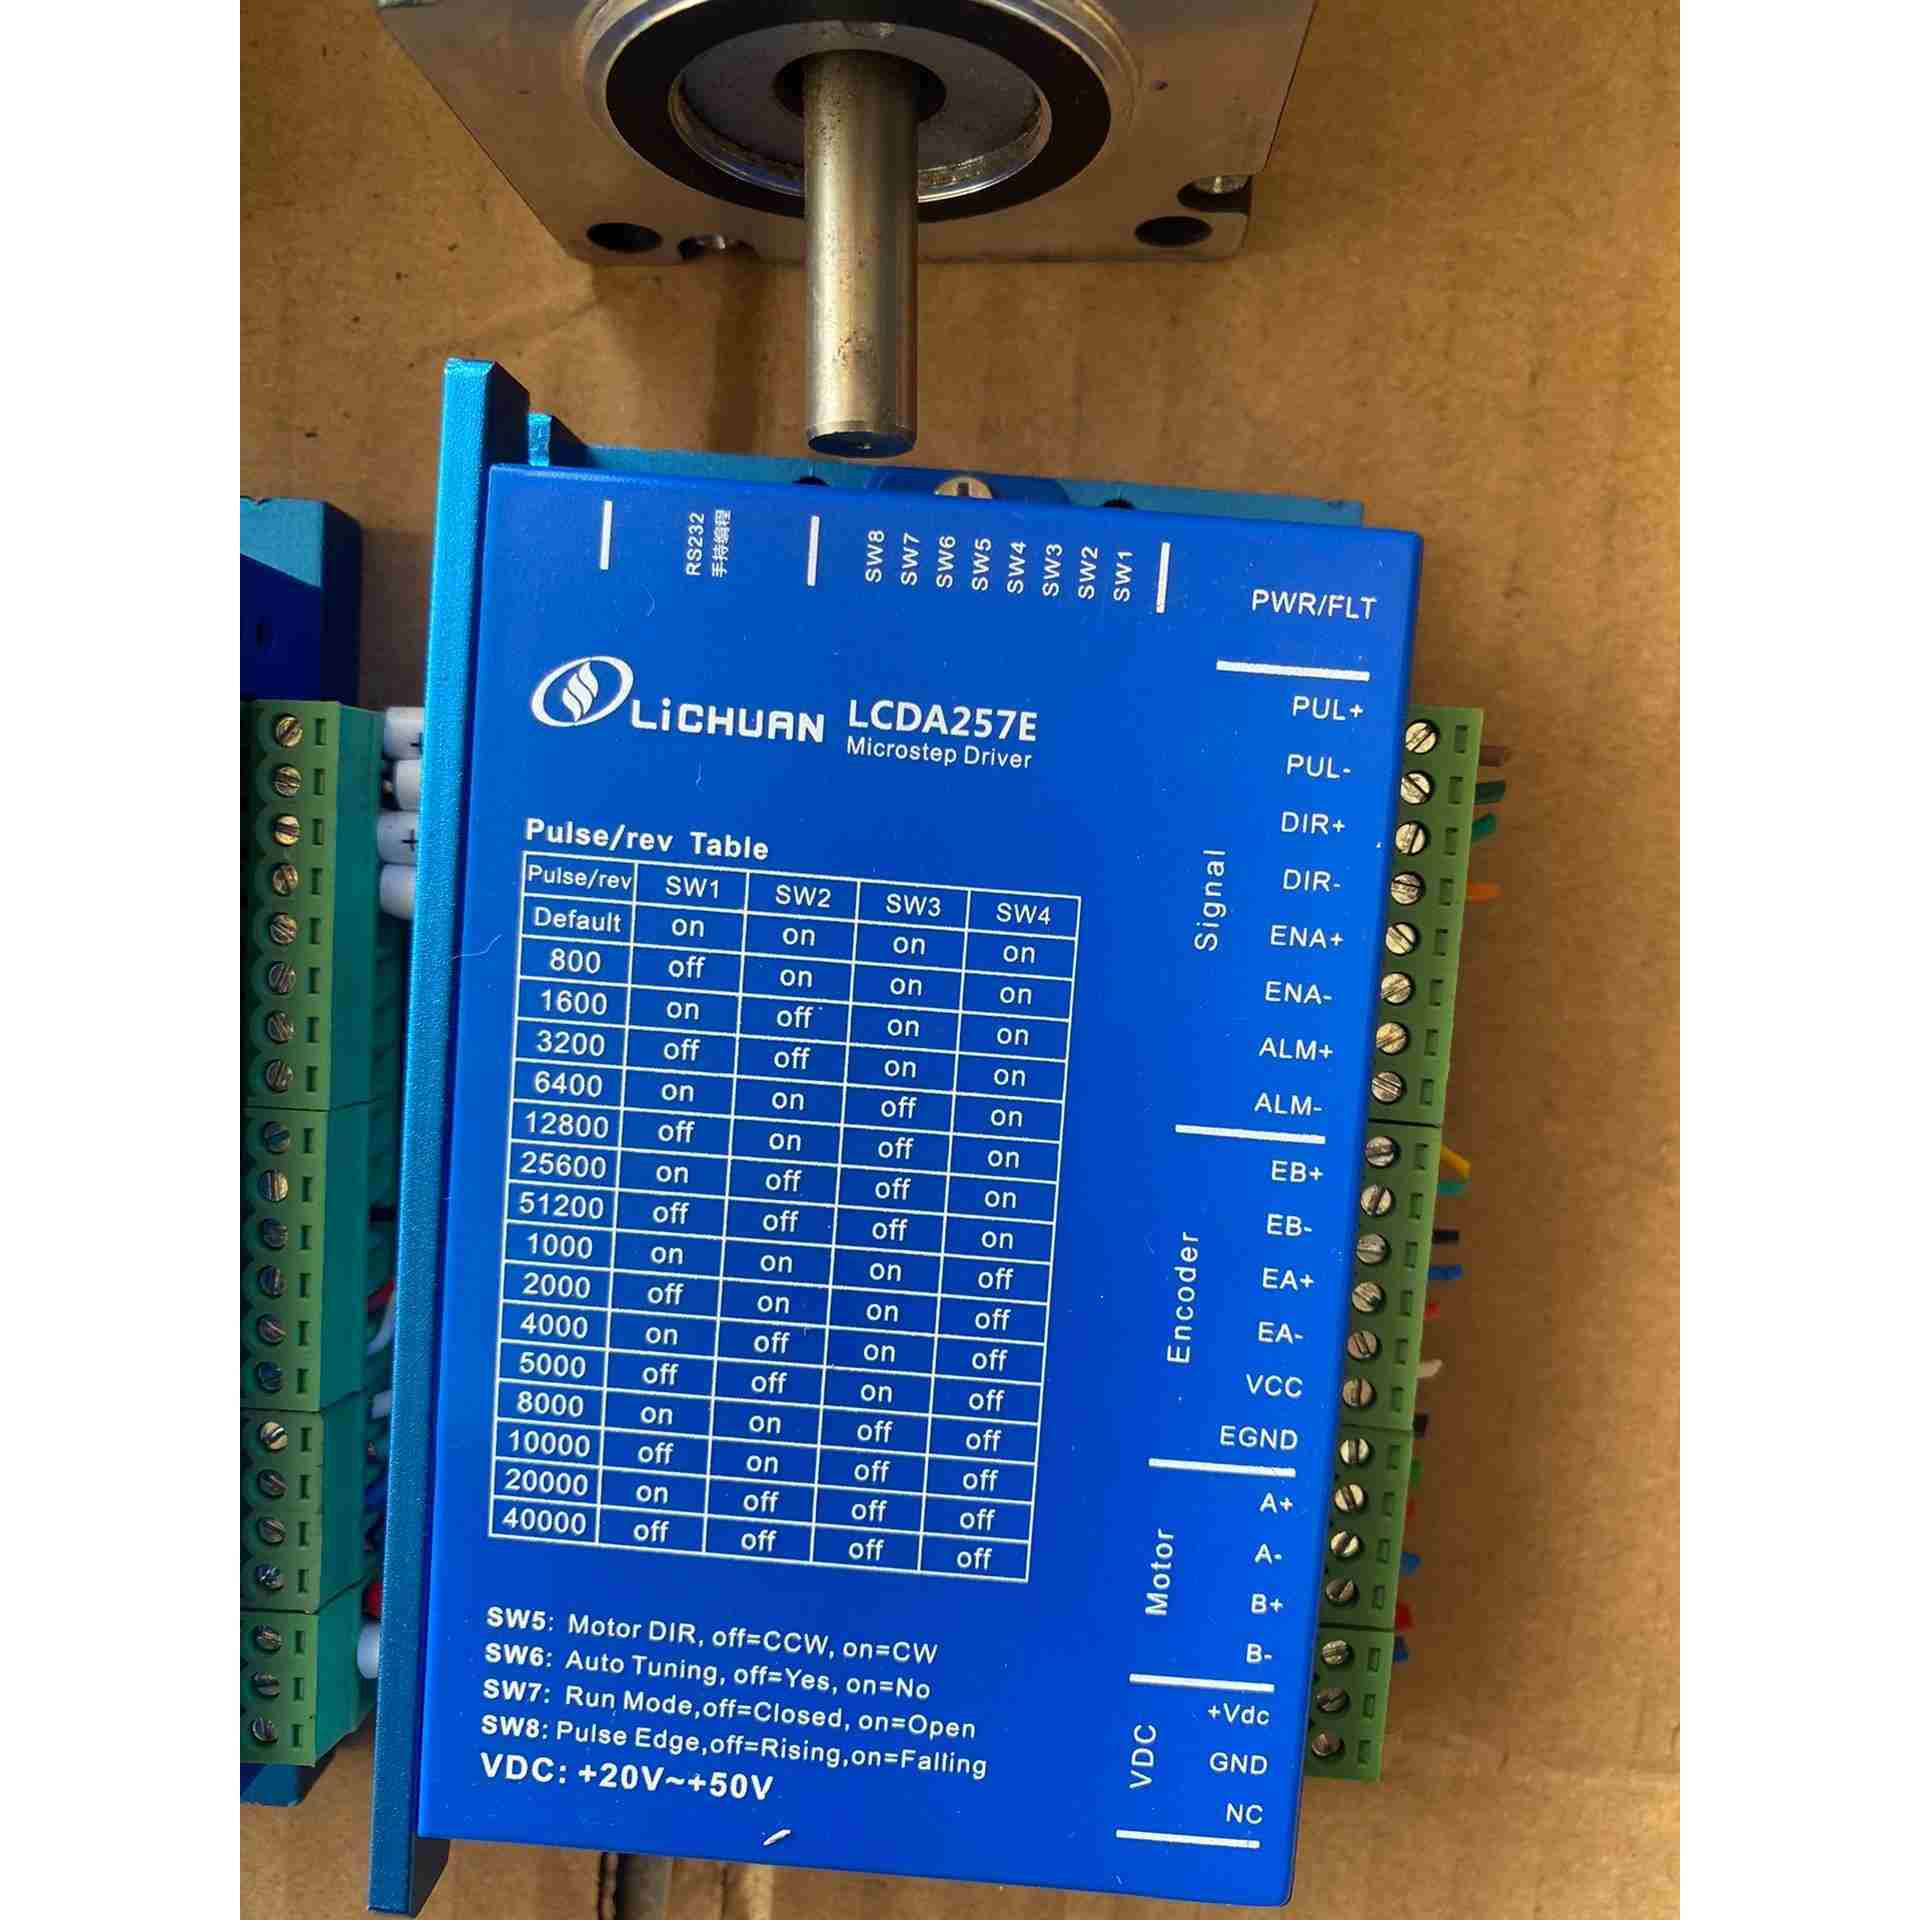 RS232
手持编程
SW8
SW7
SW6
SW5
SW4
SW3
SW2
SW1
PWR/FLT
LiCHUAN LCDA257E
Microstep Driver
Pulse/rev Table
Pulse/rev SW1 SW2 SW3 SW4
Default on on on on
800 off on on on
1600 on off on on
3200 off off on on
6400 on on off on
12800 off on off on
25600 on off off on
51200 off off off on
1000 on on on off
2000 off on on off
4000 on off on off
5000 off off on off
8000 on on off off
10000 off on off off
20000 on off off off
40000 off off off off
SW5: Motor DIR, off=CCW, on=CW
SW6: Auto Tuning, off=Yes, on=No
SW7: Run Mode,off=Closed, on=Open
SW8: Pulse Edge,off=Rising,on=Falling
VDC: +20V~+50V
Signal
PUL+
PUL-
DIR+
DIR-
ENA+
ENA-
ALM+
ALM-
Encoder
EB+
EB-
EA+
EA-
VCC
EGND
Motor
A+
A-
B+
B-
VDC
+Vdc
GND
NC